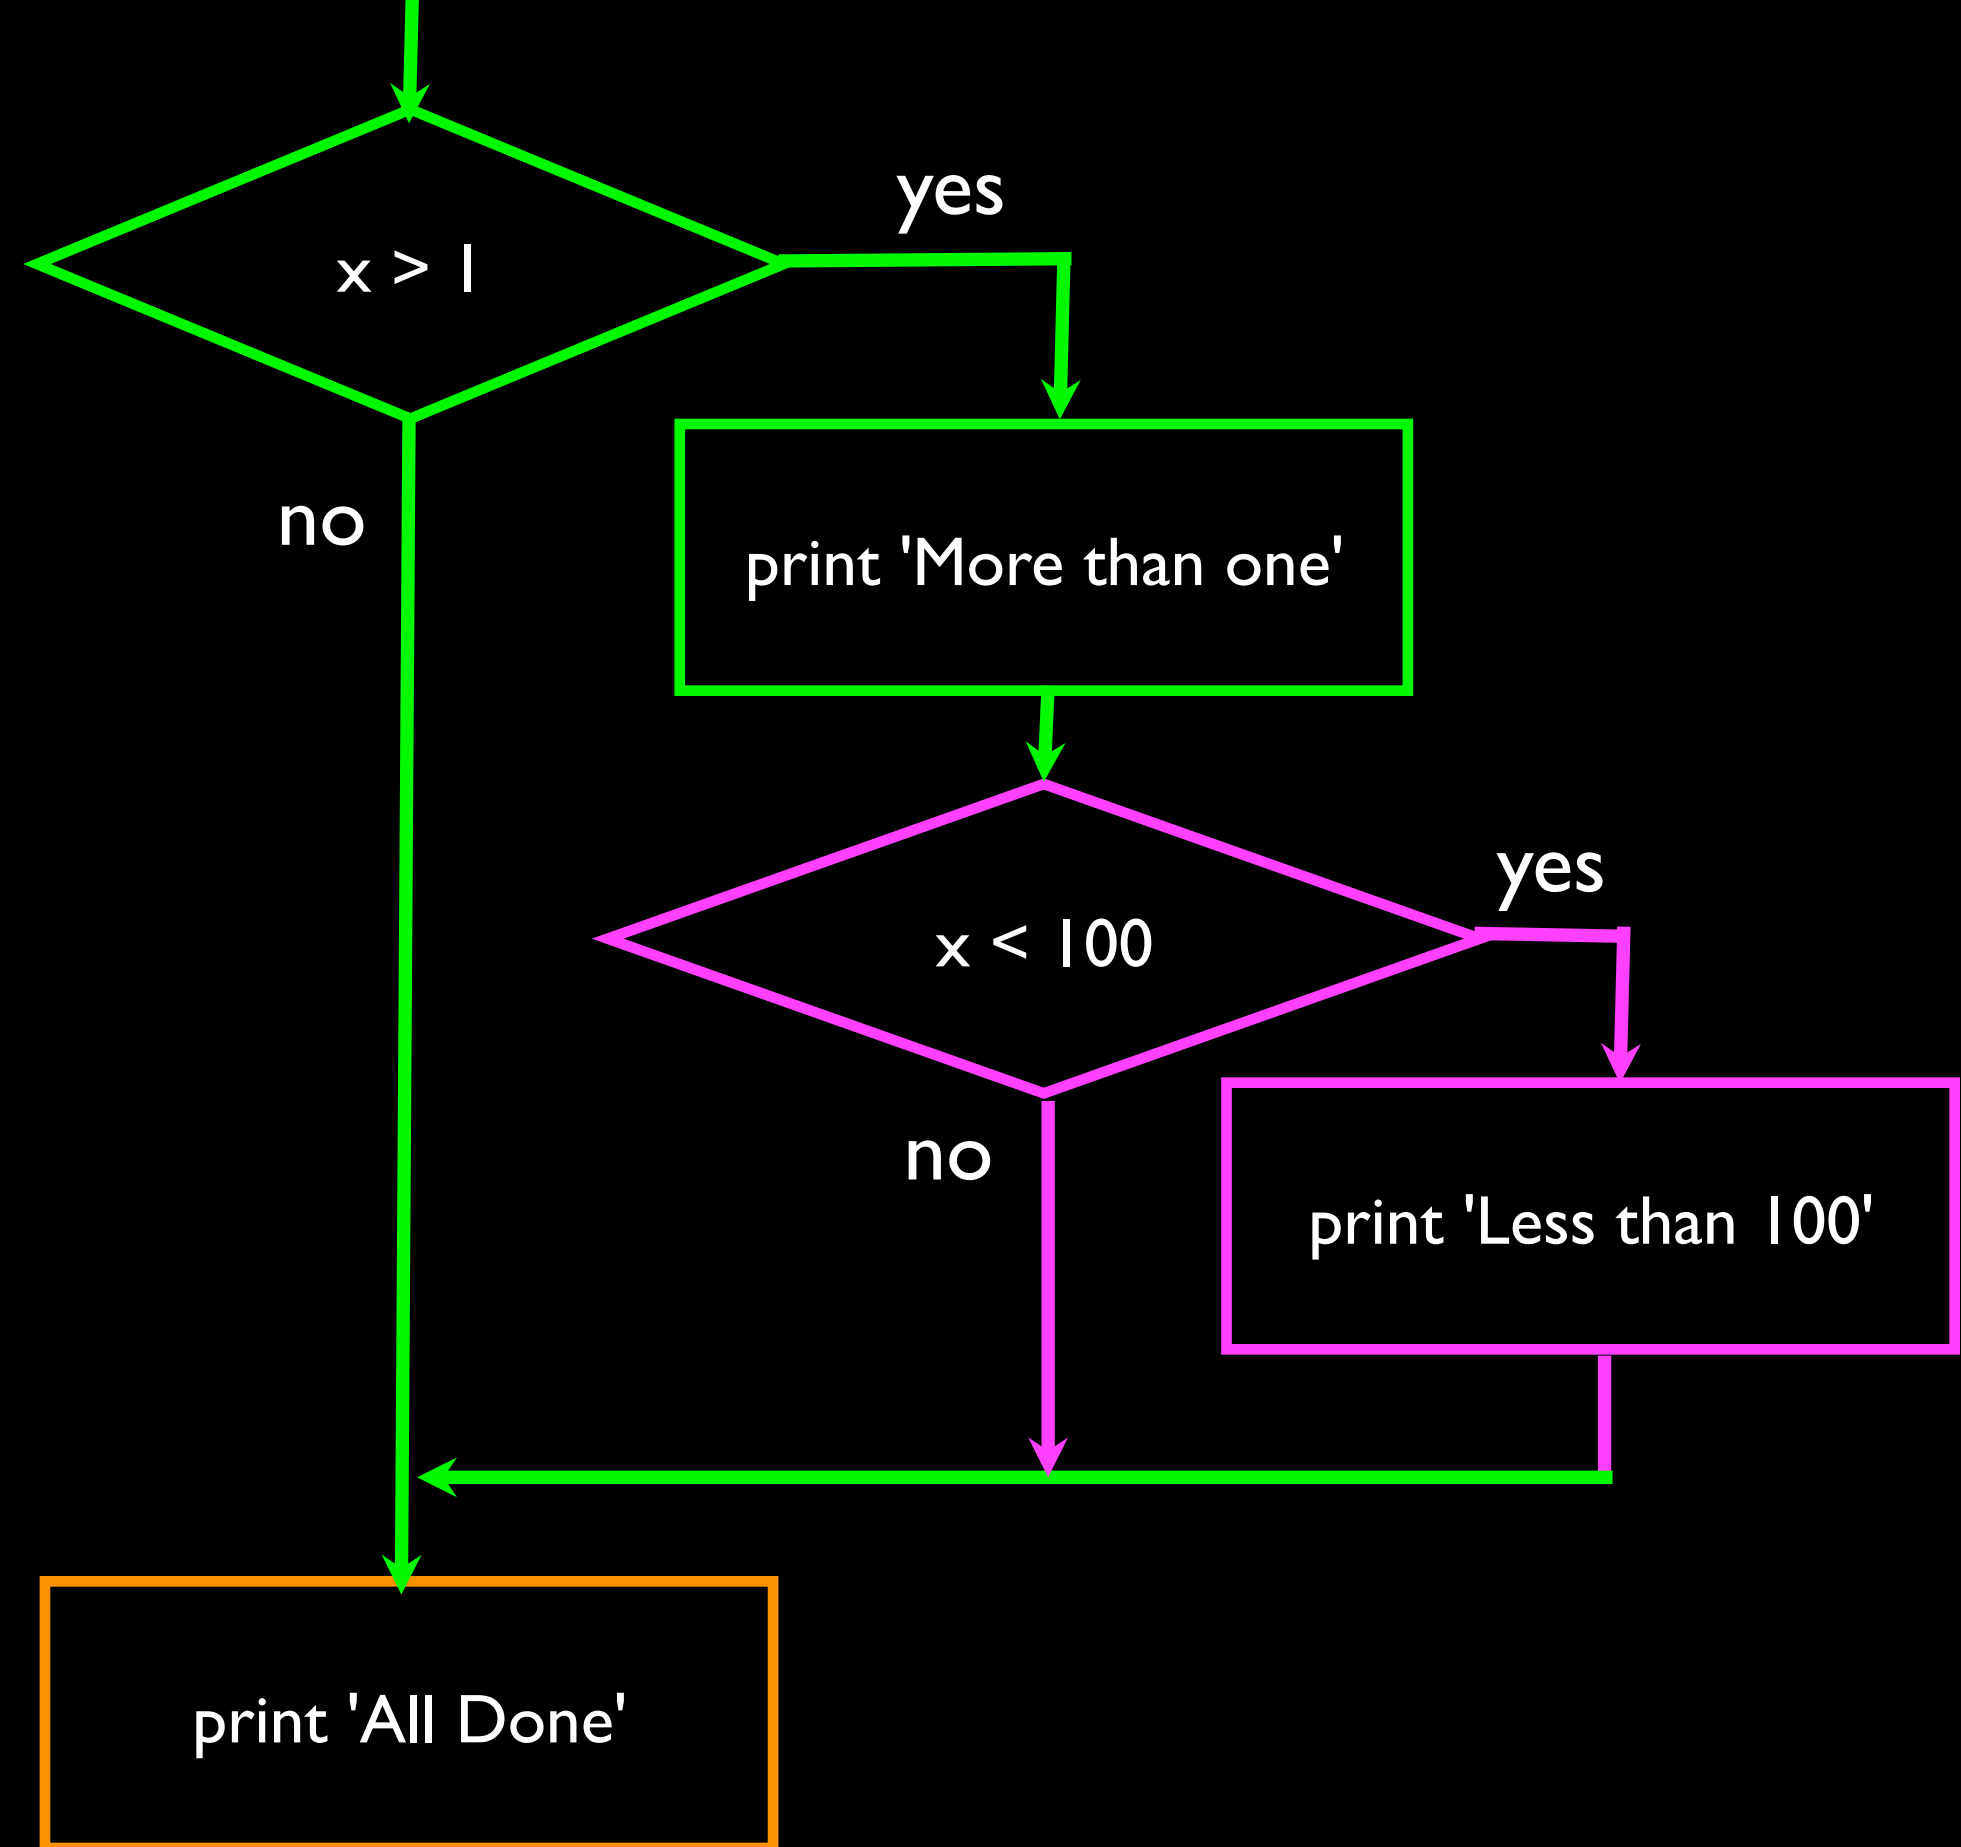 yes
x > 1
no
print 'More than one'
yes
x < 100
no
print 'Less than 100'
print 'All Done'